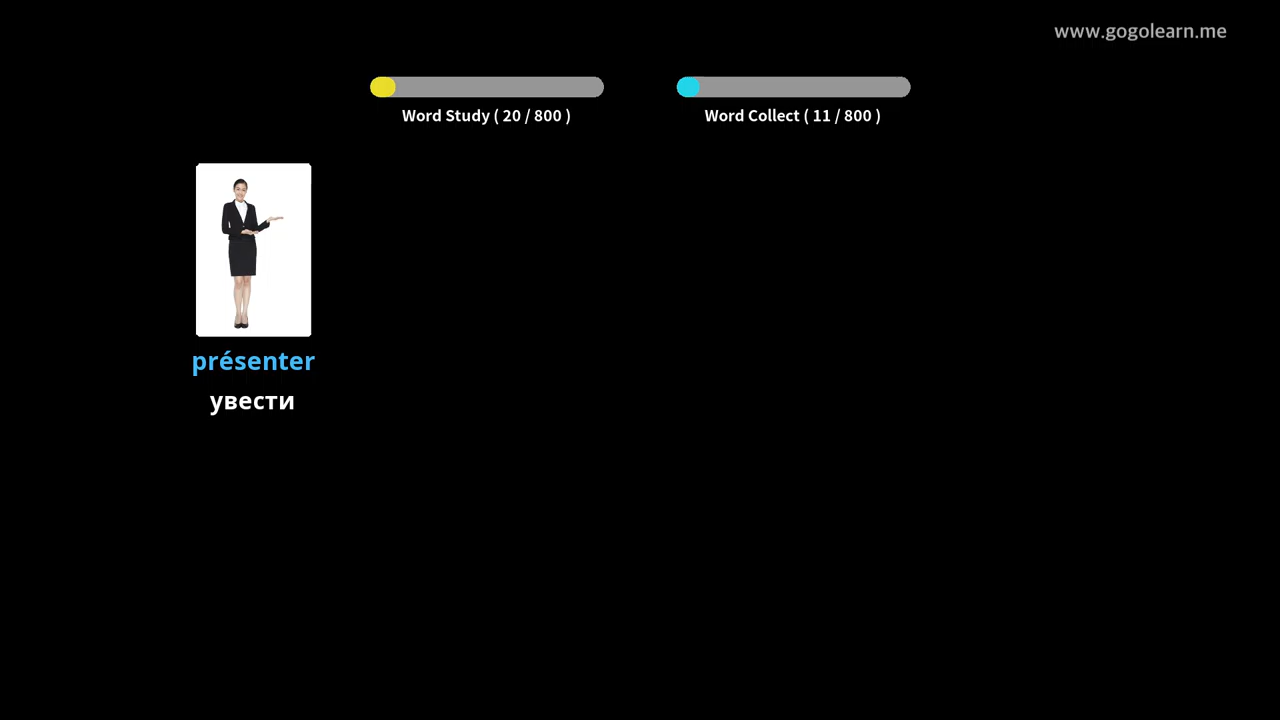 www.gogolearn.me
Word Study ( 20 / 800 )
Word Collect ( 11 / 800 )
présenter
увести